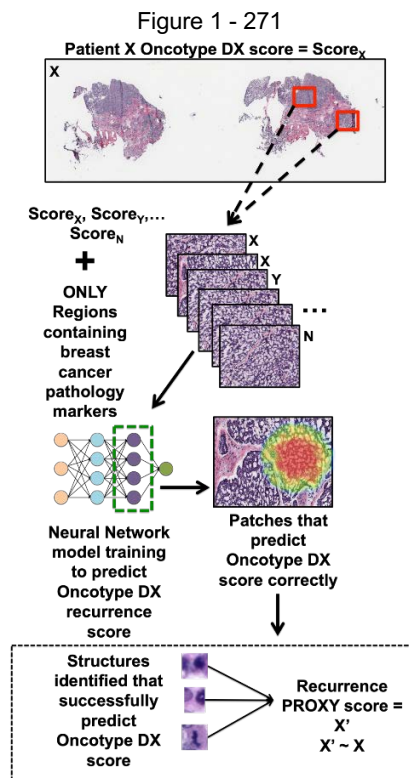 Figure 1 - 271
Patient X Oncotype DX score = ScoreX
X
ScoreX, ScoreY,…
ScoreN
+
ONLY
Regions
containing
breast
cancer
pathology
markers
X
X
Y
...
N
Neural Network
model training
to predict
Oncotype DX
recurrence
score
Patches that
predict
Oncotype DX
score correctly
Structures
identified that
successfully
predict
Oncotype DX
score
Recurrence
PROXY score =
X'
X' ~ X